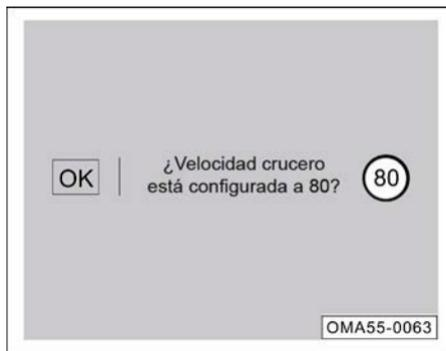 OK
¿Velocidad crucero
está configurada a 80?
80
OMA55-0063